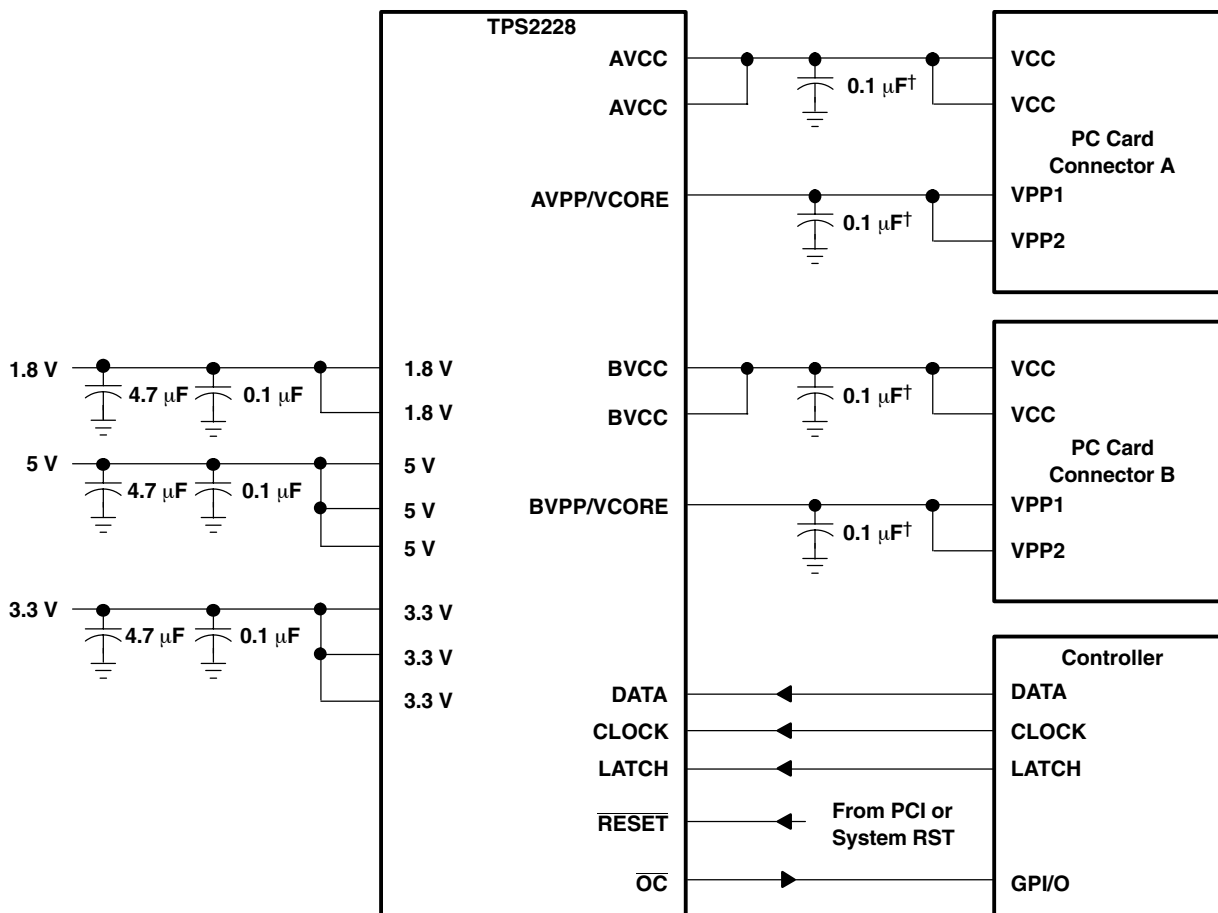 TPS2228
AVCC
AVCC
AVPP/VCORE
0.1 μF†
0.1 μF†
VCC
VCC
PC Card
Connector A
VPP1
VPP2
1.8 V
4.7 μF
0.1 μF
1.8 V
1.8 V
5 V
4.7 μF
0.1 μF
5 V
5 V
5 V
3.3 V
4.7 μF
0.1 μF
3.3 V
3.3 V
3.3 V
BVCC
BVCC
BVPP/VCORE
0.1 μF†
0.1 μF†
VCC
VCC
PC Card
Connector B
VPP1
VPP2
DATA
CLOCK
LATCH
RESET
OC
From PCI or
System RST
Controller
DATA
CLOCK
LATCH
GPI/O